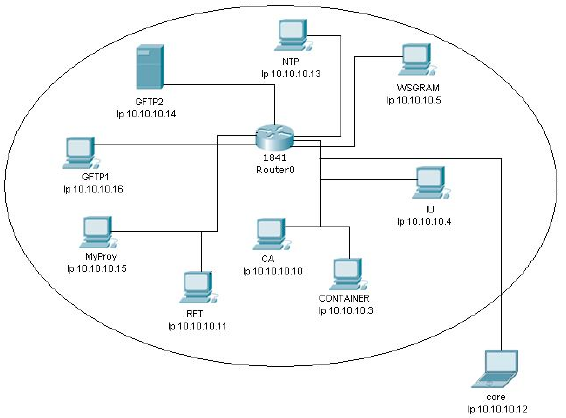 NTP
Ip 10.10.10.13
WSGRAM
Ip 10.10.10.5
GFTP2
Ip 10.10.10.14
1841
Router0
GFTP1
Ip 10.10.10.16
IU
Ip 10.10.10.4
MyProy
Ip 10.10.10.15
CA
Ip 10.10.10.10
CONTAINER
Ip 10.10.10.3
RFT
Ip 10.10.10.11
core
Ip 10.10.10.12